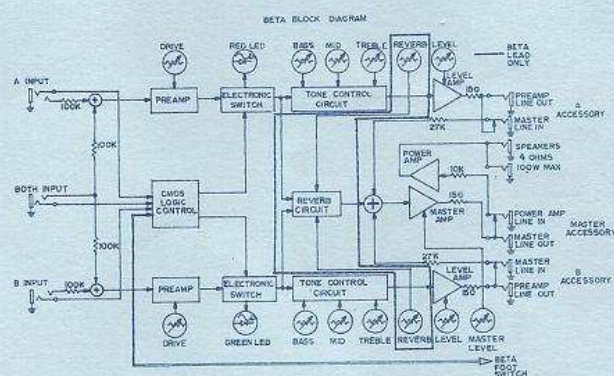 BETA BLOCK DIAGRAM
DRIVE
RED LED
BASS
MID
TREBLE
REVERB
LEVEL
BETA
LEAD
ONLY
A INPUT
100K
PREAMP
ELECTRONIC
SWITCH
TONE CONTROL
CIRCUIT
LEVEL
AMP
150
PREAMP
LINE OUT
A
ACCESSORY
MASTER
LINE IN
27K
100K
SPEAKERS
4 OHMS
100W MAX
POWER
AMP
10K
BOTH INPUT
CMOS
LOGIC
CONTROL
REVERB
CIRCUIT
150
MASTER AMP
POWER AMP
LINE IN
MASTER
ACCESSORY
MASTER
LINE OUT
100K
27K
MASTER
LINE IN
B
ACCESSORY
B INPUT
100K
PREAMP
ELECTRONIC
SWITCH
TONE CONTROL
CIRCUIT
LEVEL
AMP
150
PREAMP
LINE OUT
DRIVE
GREEN LED
BASS
MID
TREBLE
REVERB
LEVEL
MASTER
LEVEL
BETA
FOOT
SWITCH